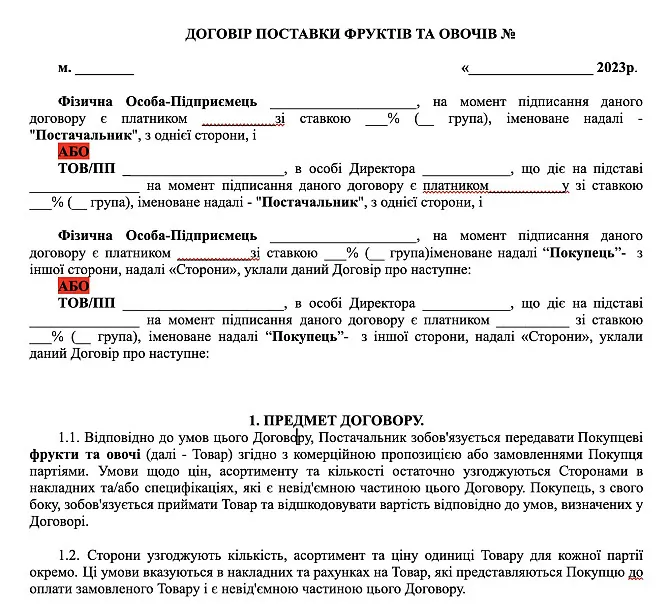 ДОГОВІР ПОСТАВКИ ФРУКТІВ ТА ОВОЧІВ №
м. ________ «_________________ 2023р.
Фізична Особа-Підприємець _____________________, на момент підписання даного
договору є платником ...................зі ставкою ___% (__ група), іменоване надалі -
"Постачальник", з однієї сторони, і
АБО
ТОВ/ПП _______________________, в особі Директора ____________, що діє на підставі
________________ на момент підписання даного договору є платником...................у зі ставкою
___% (__ група), іменоване надалі - "Постачальник", з однієї сторони, і
Фізична Особа-Підприємець _____________________, на момент підписання даного
договору є платником ...................зі ставкою ___% (__ група)іменоване надалі “Покупець”- з
іншої сторони, надалі «Сторони», уклали даний Договір про наступне:
АБО
ТОВ/ПП _______________________, в особі Директора ____________, що діє на підставі
________________ на момент підписання даного договору є платником __________ зі ставкою
___% (__ група), іменоване надалі “Покупець”- з іншої сторони, надалі «Сторони», уклали
даний Договір про наступне:
1. ПРЕДМЕТ ДОГОВОРУ.
1.1. Відповідно до умов цього Договору, Постачальник зобов'язується передавати Покупцеві
фрукти та овочі (далі - Товар) згідно з комерційною пропозицією або замовленнями Покупця
партіями. Умови щодо цін, асортименту та кількості остаточно узгоджуються Сторонами в
накладних та/або специфікаціях, які є невід'ємною частиною цього Договору. Покупець, з свого
боку, зобов'язується приймати Товар та відшкодовувати вартість відповідно до умов, визначених у
Договорі.
1.2. Сторони узгоджують кількість, асортимент та ціну одиниці Товару для кожної партії
окремо. Ці умови вказуються в накладних та рахунках на Товар, які представляються Покупцю до
оплати замовленого Товару і є невід'ємною частиною цього Договору.